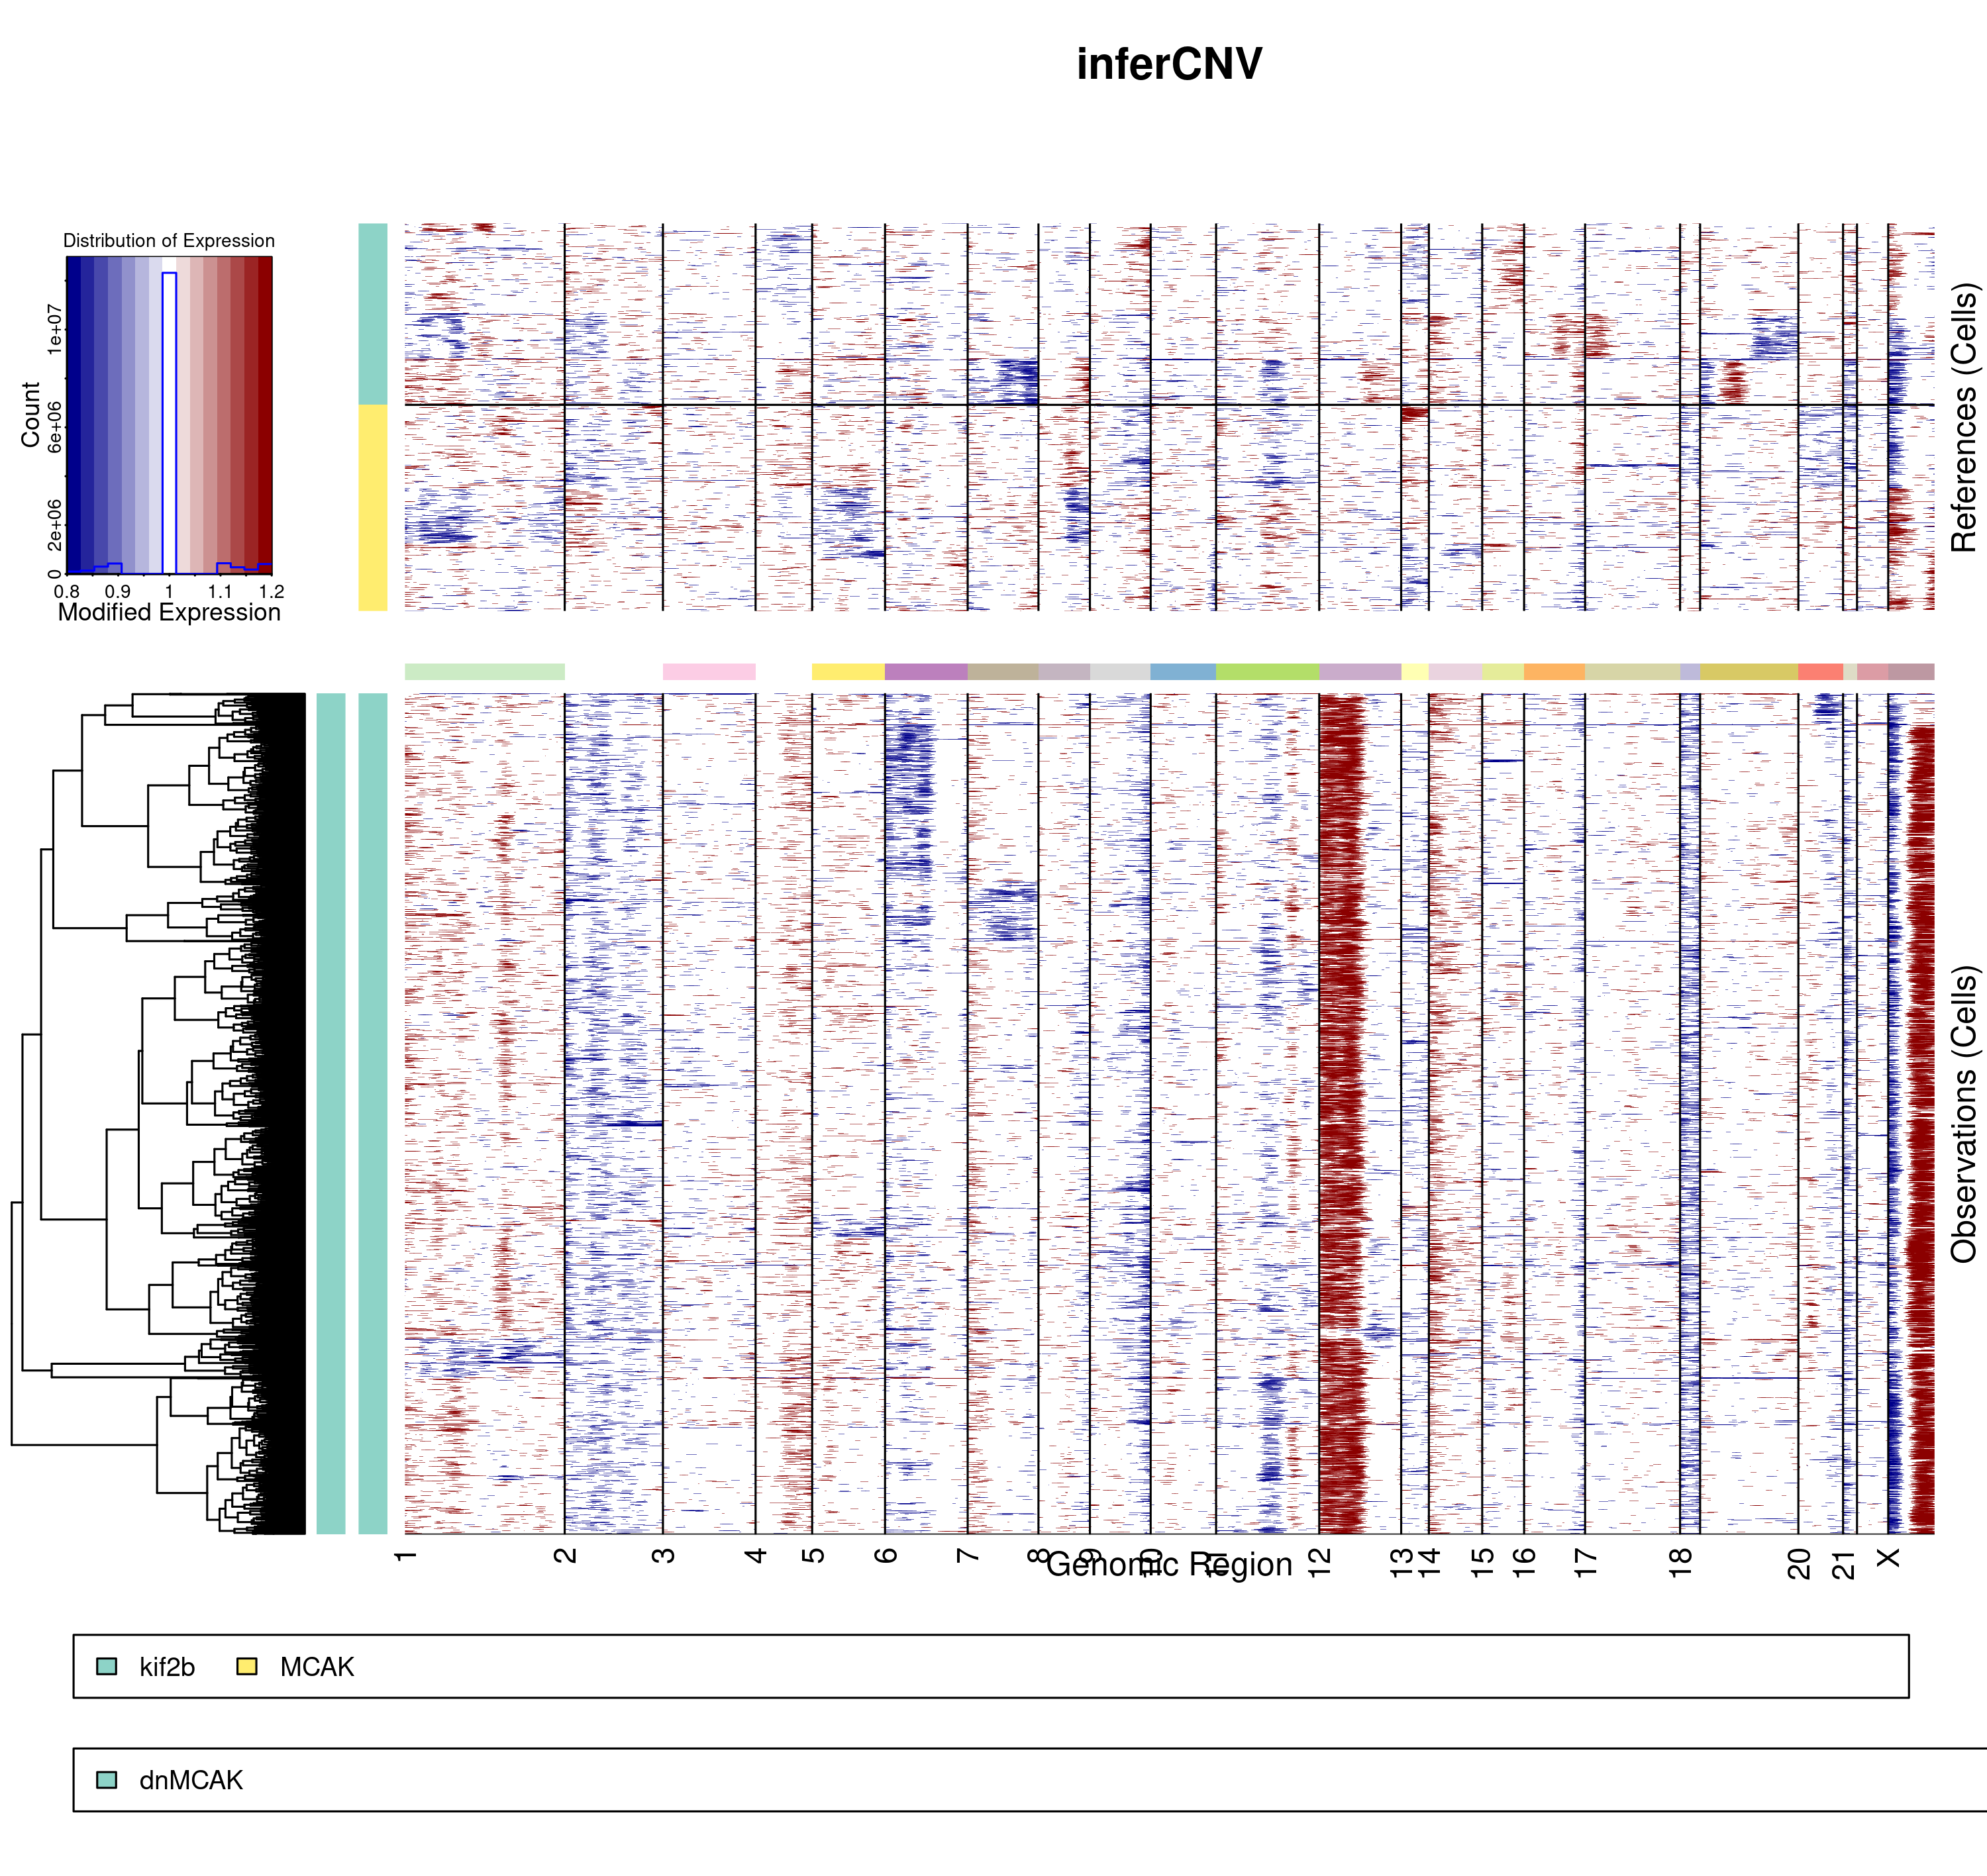 inferCNV
Distribution of Expression
Count
0 2e+06 6e+06 1e+07
0.8 0.9 1 1.1 1.2
Modified Expression
References (Cells)
Observations (Cells)
1 2 3 4 5 6 7 8 9 10 11 12 13 14 15 16 17 18 20 21 X
Genomic Region
kif2b MCAK
dnMCAK